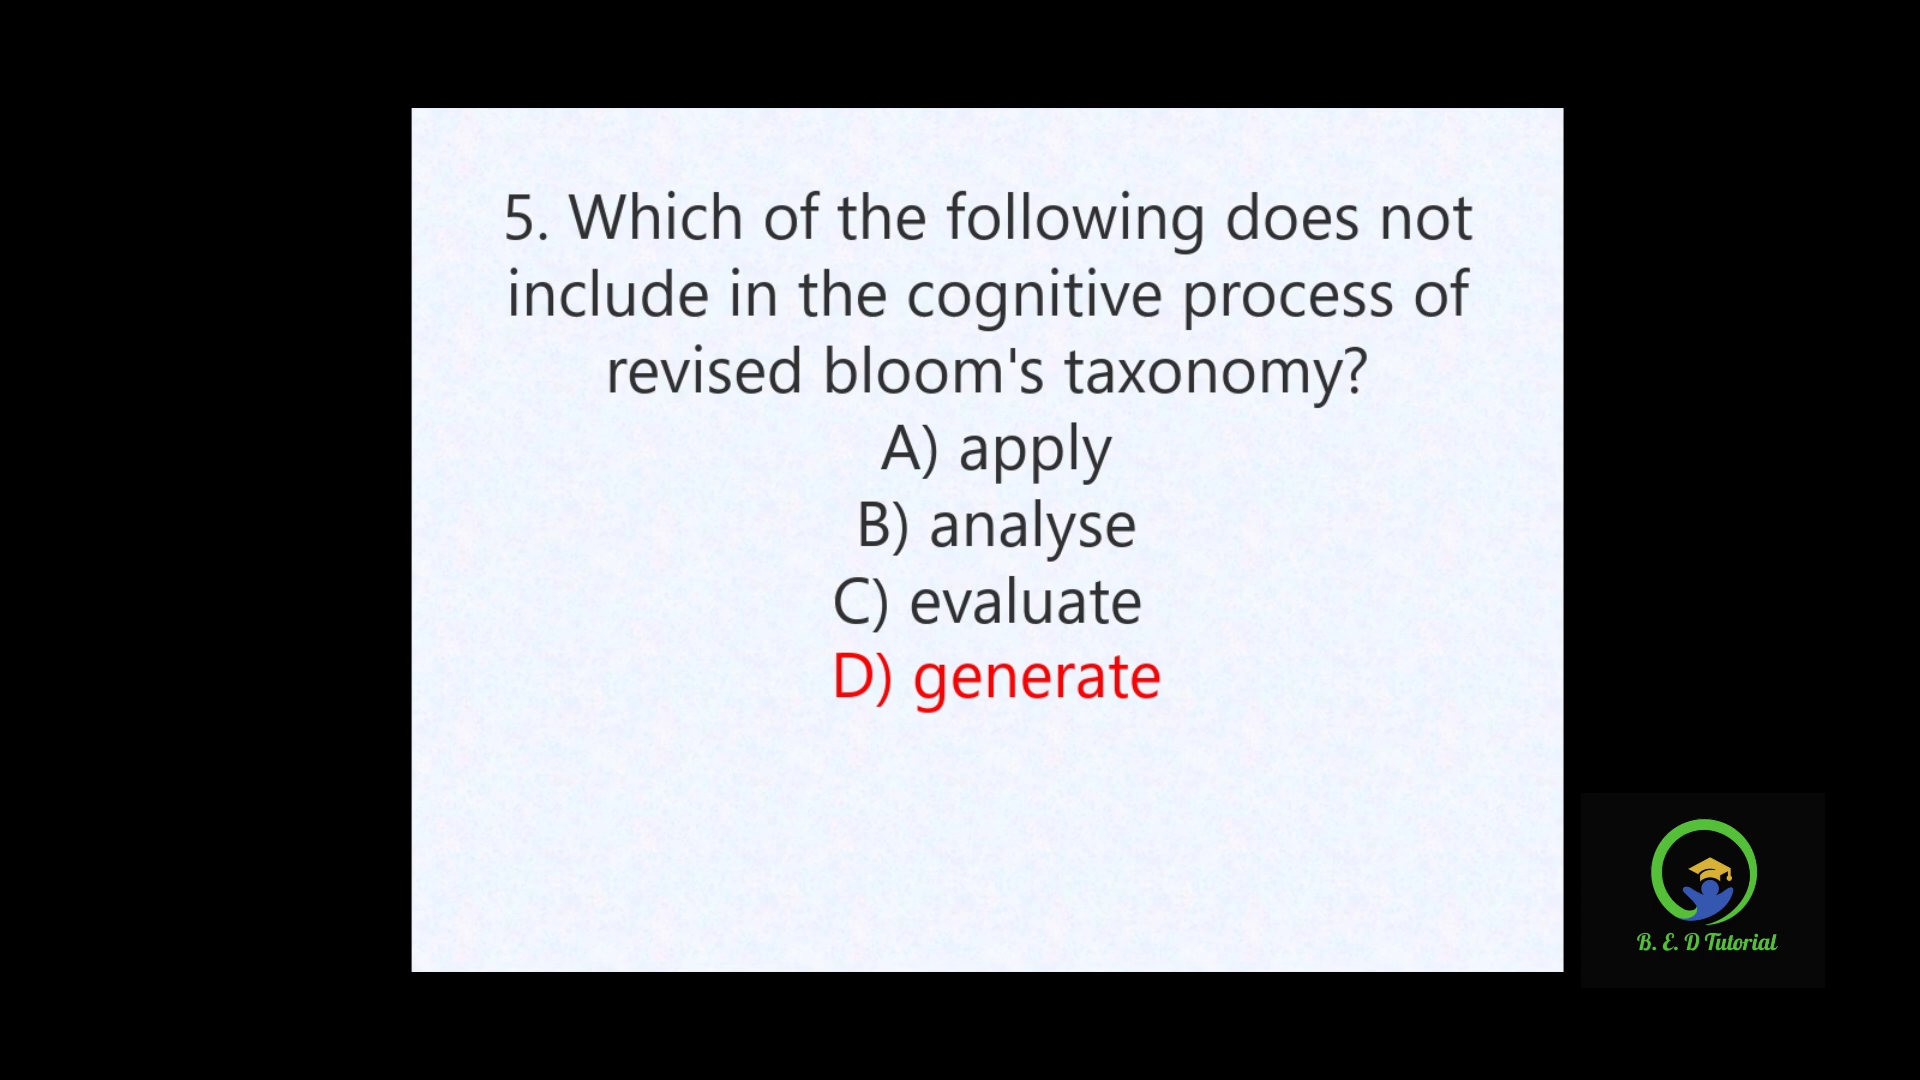 5. Which of the following does not
include in the cognitive process of
revised bloom's taxonomy?
A) apply
B) analyse
C) evaluate
D) generate
B. E. D Tutorial